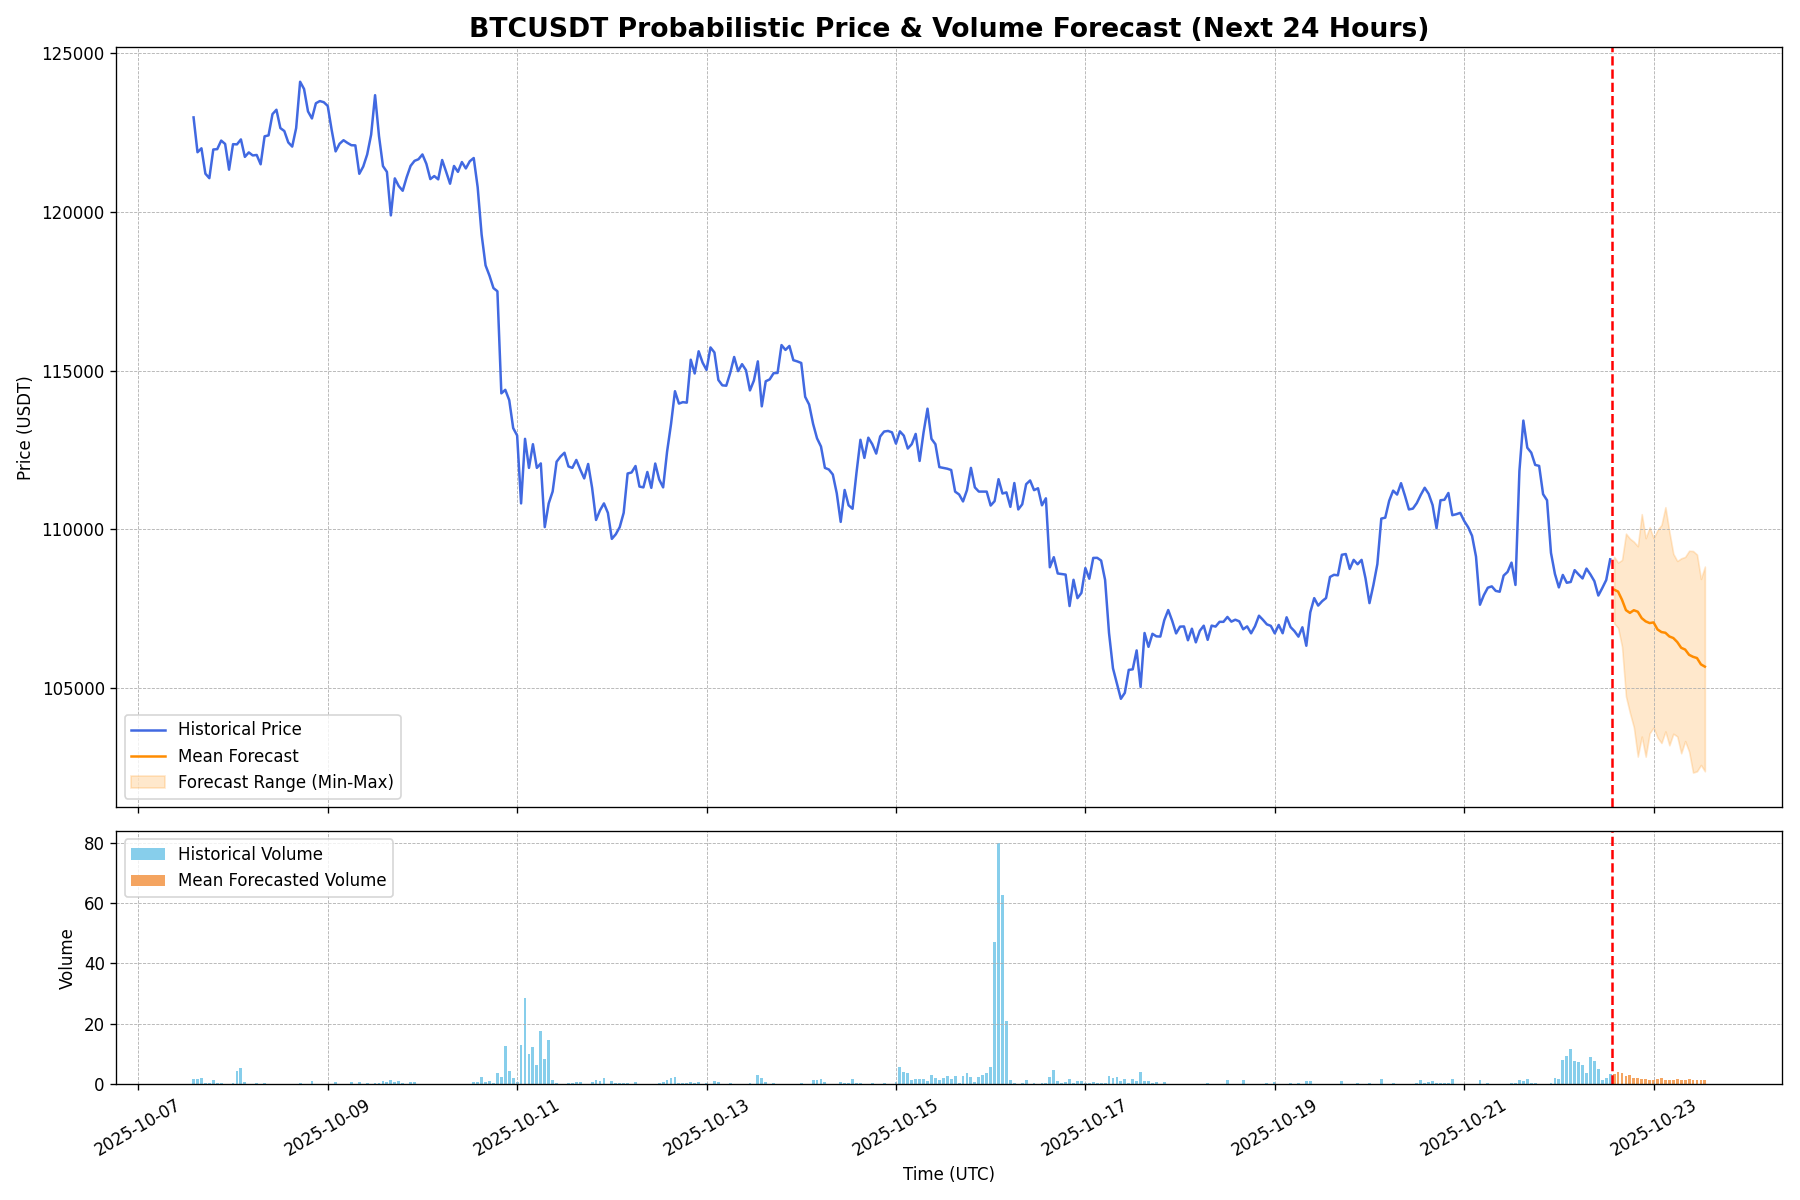 BTCUSDT Probabilistic Price & Volume Forecast (Next 24 Hours)
125000
120000
115000
110000
105000
Price (USDT)
Historical Price
Mean Forecast
Forecast Range (Min-Max)
80
60
40
20
0
Volume
Historical Volume
Mean Forecasted Volume
2025-10-07
2025-10-09
2025-10-11
2025-10-13
2025-10-15
2025-10-17
2025-10-19
2025-10-21
2025-10-23
Time (UTC)